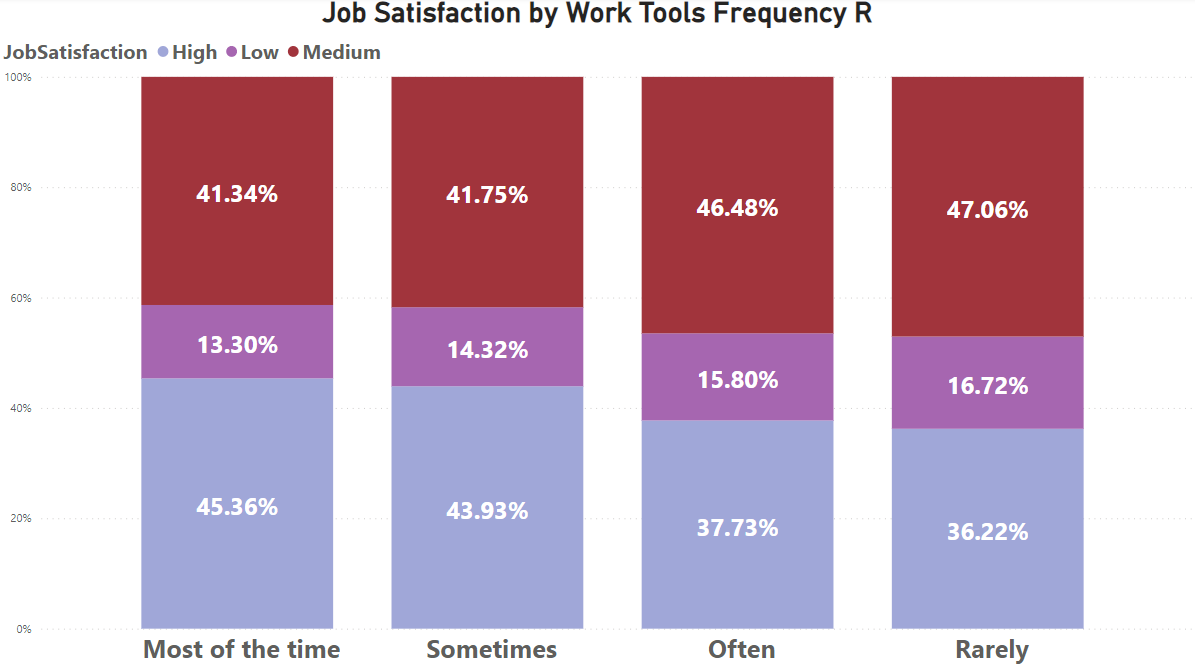 Job Satisfaction by Work Tools Frequency R
JobSatisfaction High Low Medium
100%
80%
60%
40%
20%
0%
41.34% 41.75% 46.48% 47.06%
13.30% 14.32% 15.80% 16.72%
45.36% 43.93% 37.73% 36.22%
Most of the time Sometimes Often Rarely